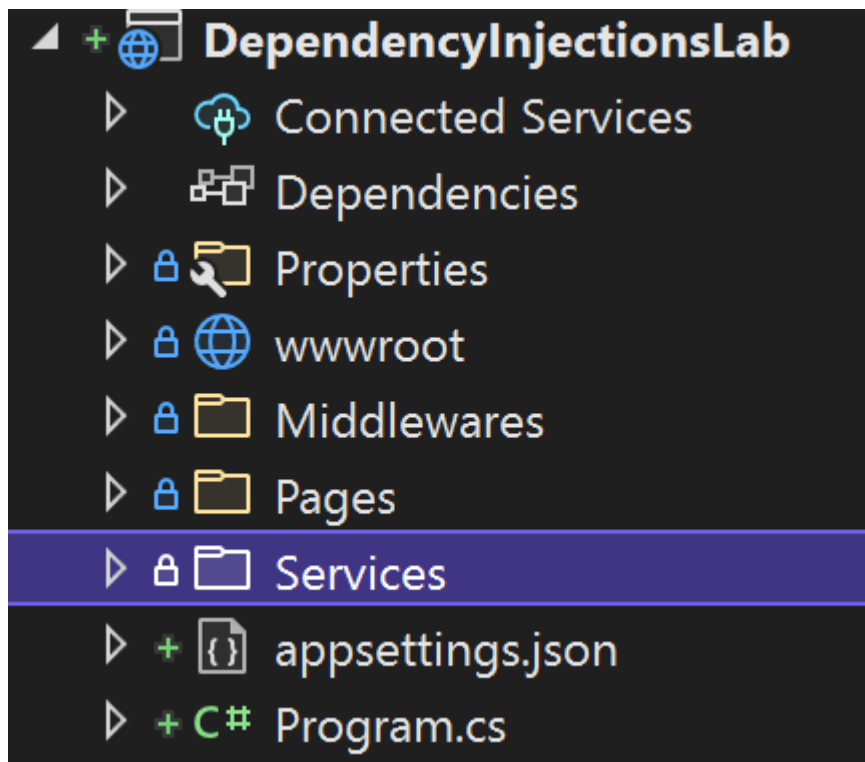 DependencyInjectionsLab
Connected Services
Dependencies
Properties
wwwroot
Middlewares
Pages
Services
appsettings.json
C# Program.cs